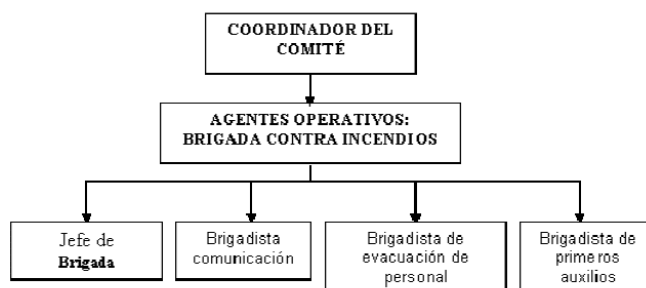 COORDINADOR DEL
COMITÉ
AGENTES OPERATIVOS:
BRIGADA CONTRA INCENDIOS
Jefe de
Brigada
Brigadista
comunicación
Brigadista de
evacuación de
personal
Brigadista de
primeros
auxilios